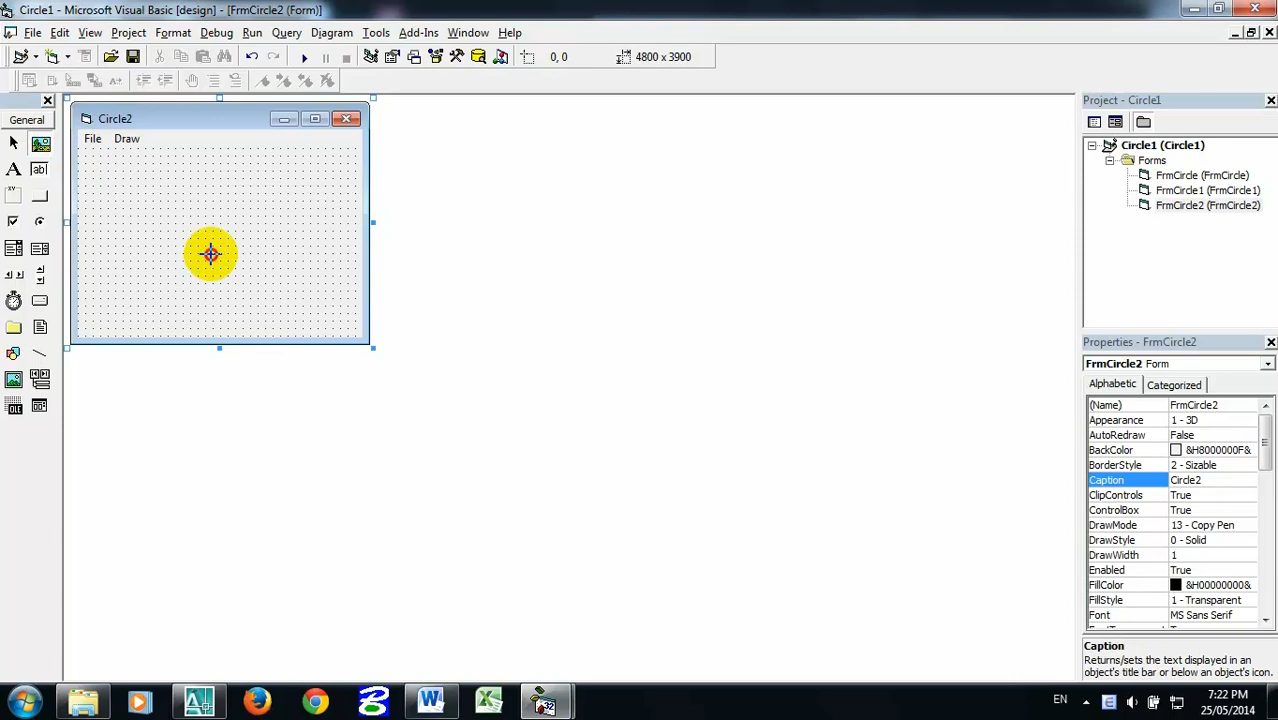 Circle1 - Microsoft Visual Basic [design] - [FrmCircle2 (Form)]
File Edit View Project Format Debug Run Query Diagram Tools Add-Ins Window Help
0, 0 4800 x 3900
General
A ab|
xy
OLE
Circle2
File Draw
Project - Circle1
Circle1 (Circle1)
Forms
FrmCircle (FrmCircle)
FrmCircle1 (FrmCircle1)
FrmCircle2 (FrmCircle2)
Properties - FrmCircle2
FrmCircle2 Form
Alphabetic Categorized
(Name) FrmCircle2
Appearance 1 - 3D
AutoRedraw False
BackColor &H8000000F&
BorderStyle 2 - Sizable
Caption Circle2
ClipControls True
ControlBox True
DrawMode 13 - Copy Pen
DrawStyle 0 - Solid
DrawWidth 1
Enabled True
FillColor &H00000000&
FillStyle 1 - Transparent
Font MS Sans Serif
Caption
Returns/sets the text displayed in an
object's title bar or below an object's icon.
EN
7:22 PM
25/05/2014